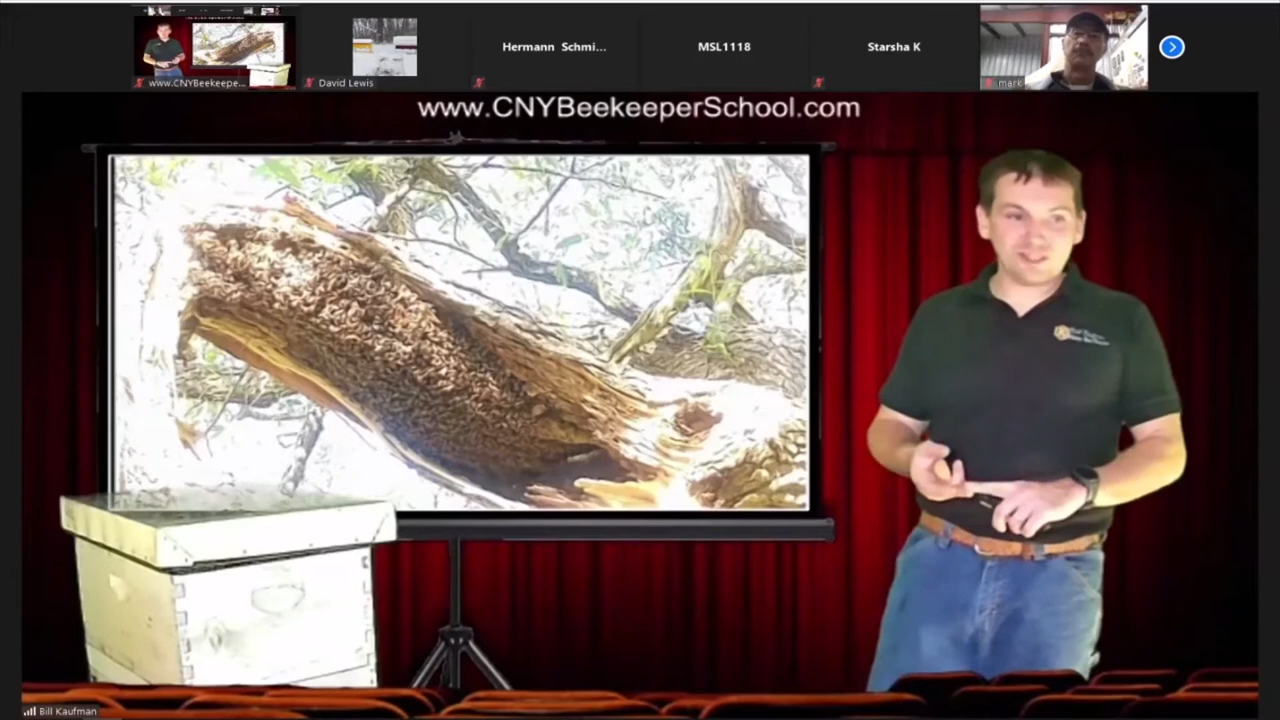 Hermann Schmi...
MSL1118
Starsha K
www.CNYBeekeepe...
David Lewis
mark
www.CNYBeekeeperSchool.com
Bill Kaufman